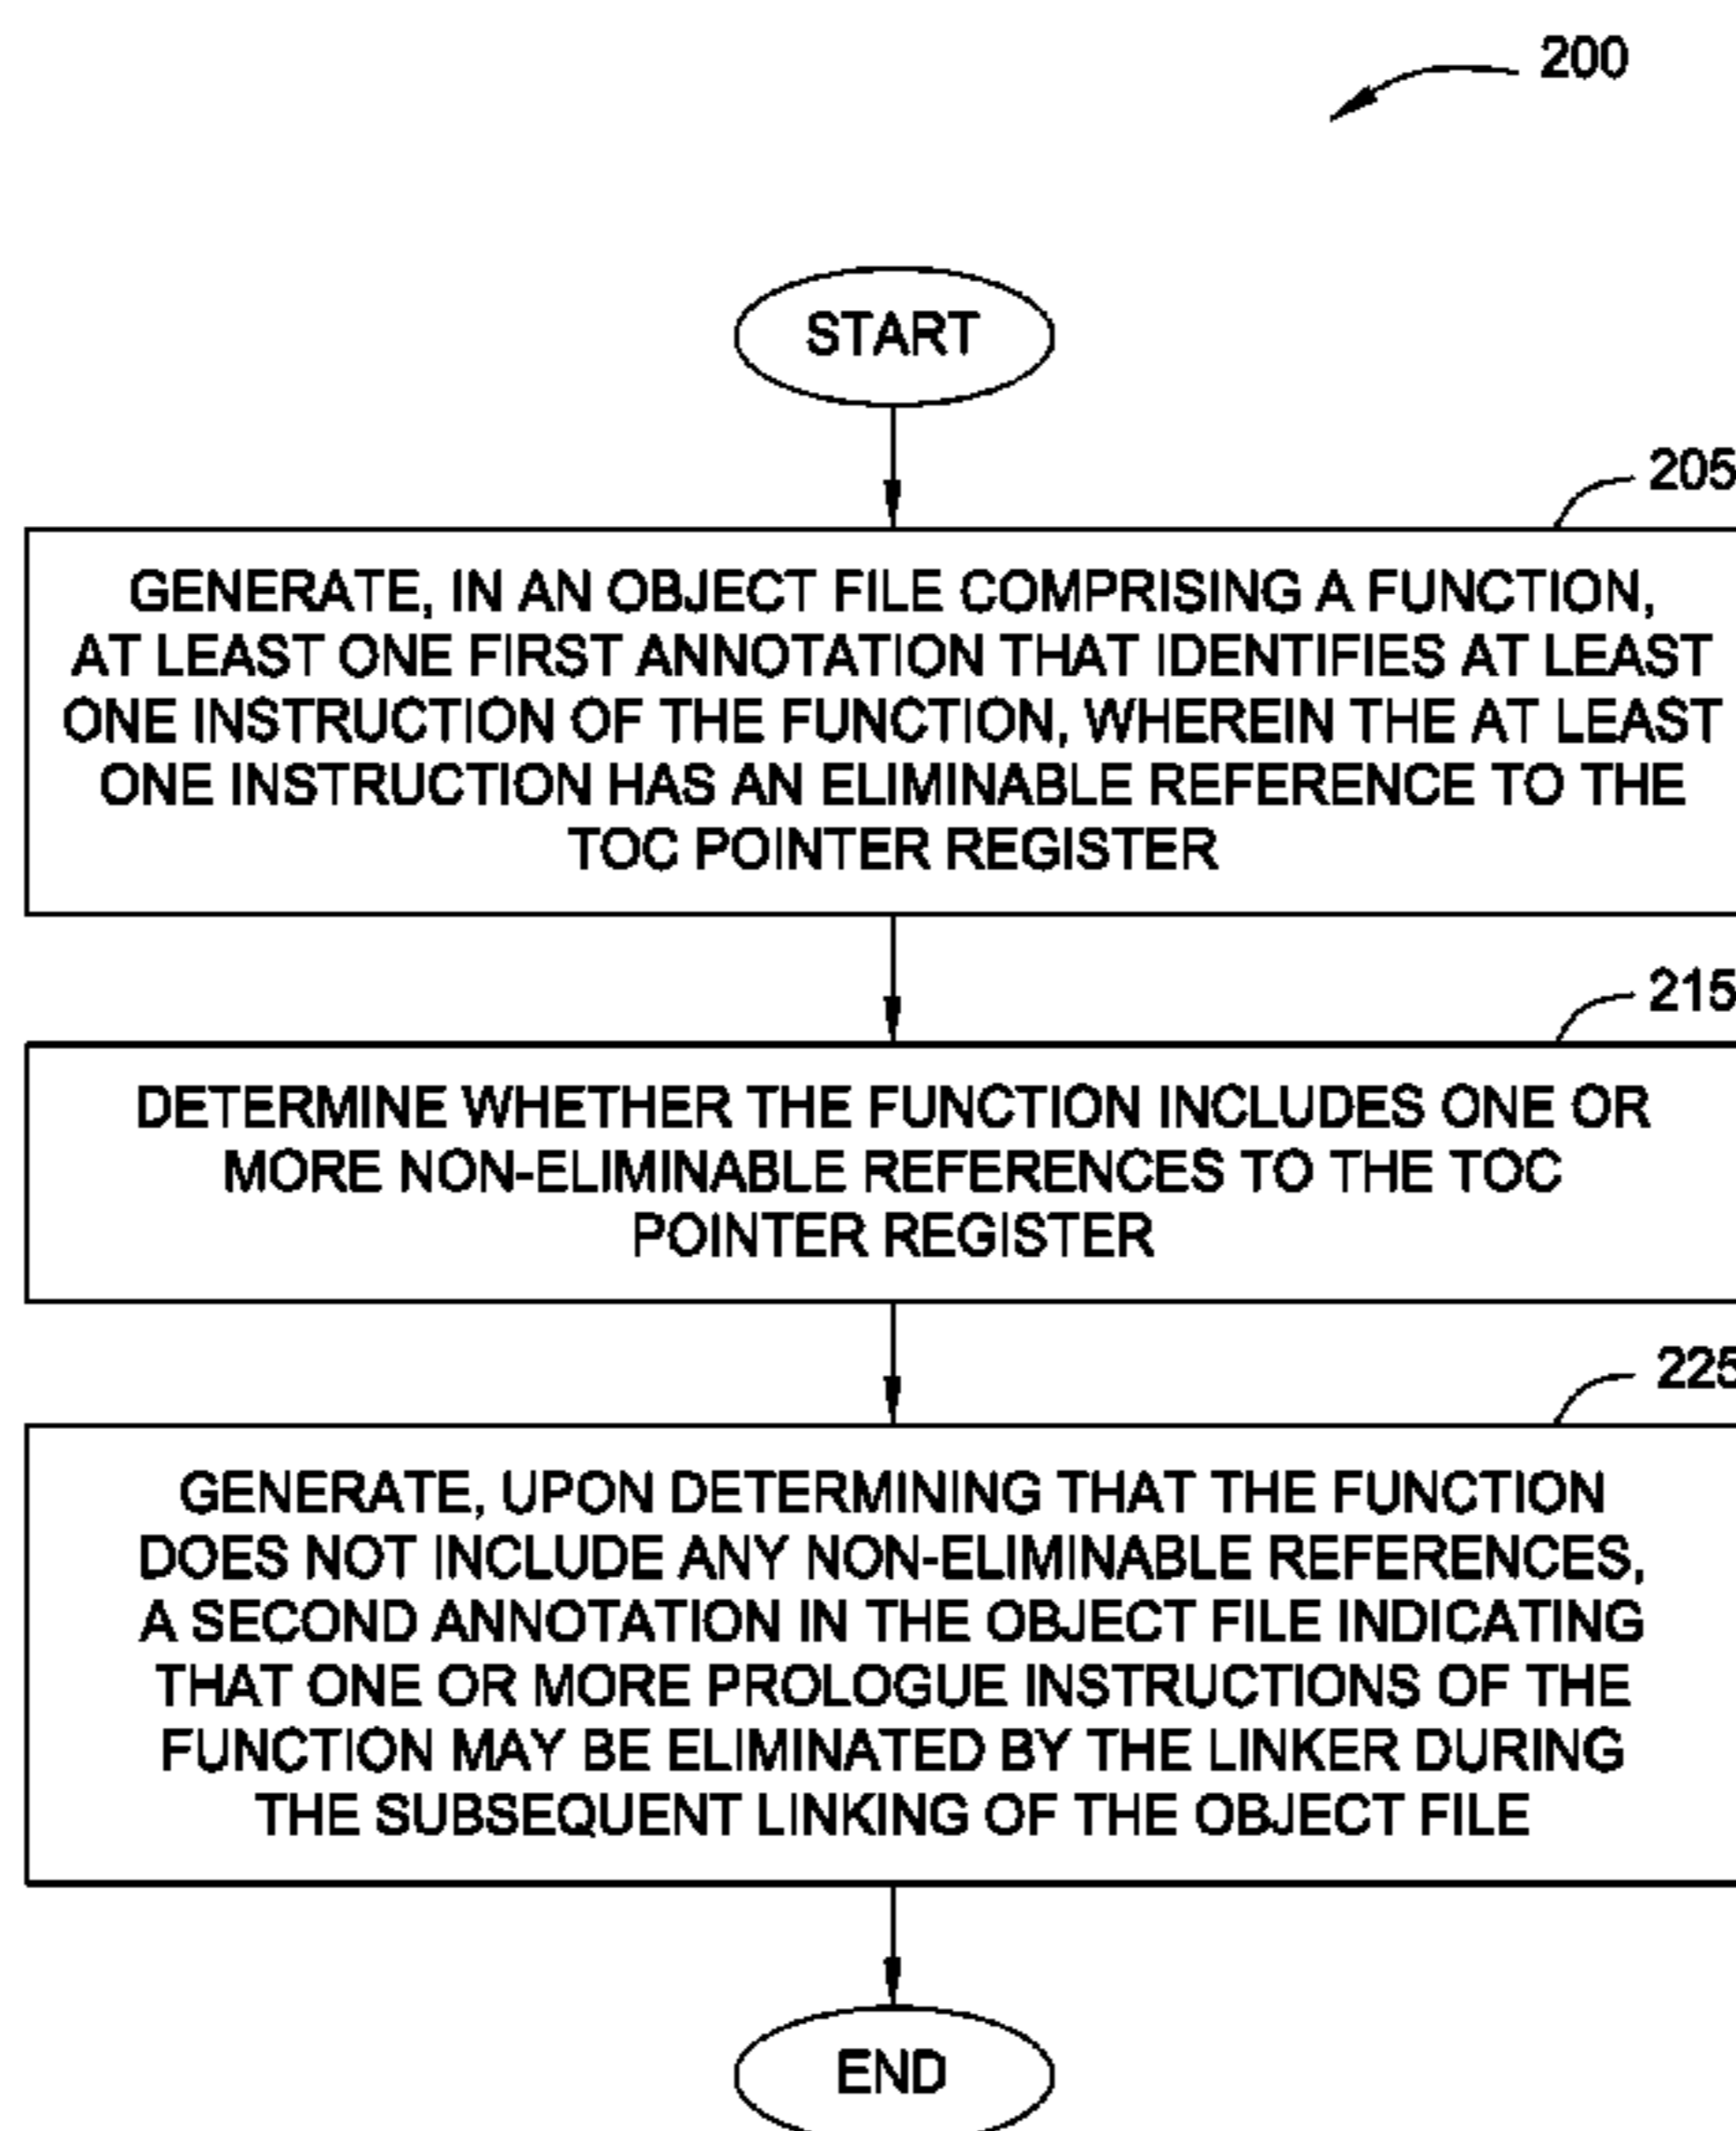 200
START
205
GENERATE, IN AN OBJECT FILE COMPRISING A FUNCTION,
AT LEAST ONE FIRST ANNOTATION THAT IDENTIFIES AT LEAST
ONE INSTRUCTION OF THE FUNCTION, WHEREIN THE AT LEAST
ONE INSTRUCTION HAS AN ELIMINABLE REFERENCE TO THE
TOC POINTER REGISTER
215
DETERMINE WHETHER THE FUNCTION INCLUDES ONE OR
MORE NON-ELIMINABLE REFERENCES TO THE TOC
POINTER REGISTER
225
GENERATE, UPON DETERMINING THAT THE FUNCTION
DOES NOT INCLUDE ANY NON-ELIMINABLE REFERENCES,
A SECOND ANNOTATION IN THE OBJECT FILE INDICATING
THAT ONE OR MORE PROLOGUE INSTRUCTIONS OF THE
FUNCTION MAY BE ELIMINATED BY THE LINKER DURING
THE SUBSEQUENT LINKING OF THE OBJECT FILE
END